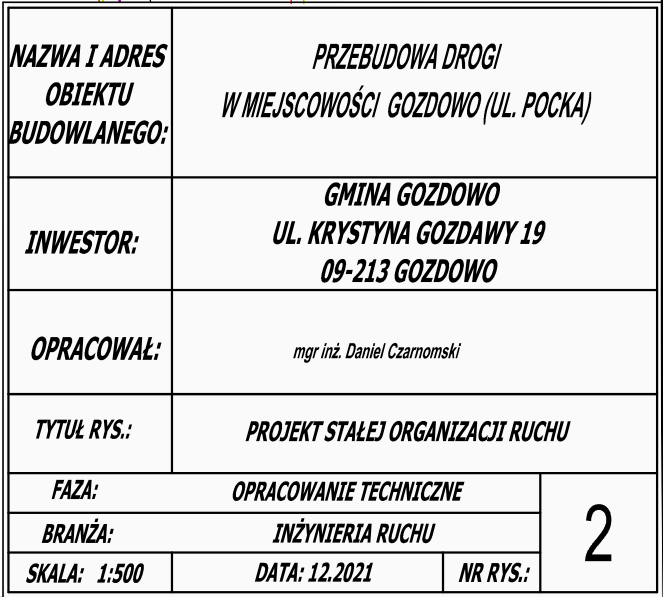 NAZWA I ADRES
OBIEKTU
BUDOWLANEGO:
PRZEBUDOWA DROGI
W MIEJSCOWOŚCI GOZDOWO (UL. POCKA)
INWESTOR:
GMINA GOZDOWO
UL. KRYSTYNA GOZDAWY 19
09-213 GOZDOWO
OPRACOWAŁ:
mgr inż. Daniel Czarnomski
TYTUŁ RYS.:
PROJEKT STAŁEJ ORGANIZACJI RUCHU
FAZA:
OPRACOWANIE TECHNICZNE
BRANŻA:
INŻYNIERIA RUCHU
SKALA: 1:500
DATA: 12.2021
NR RYS.:
2